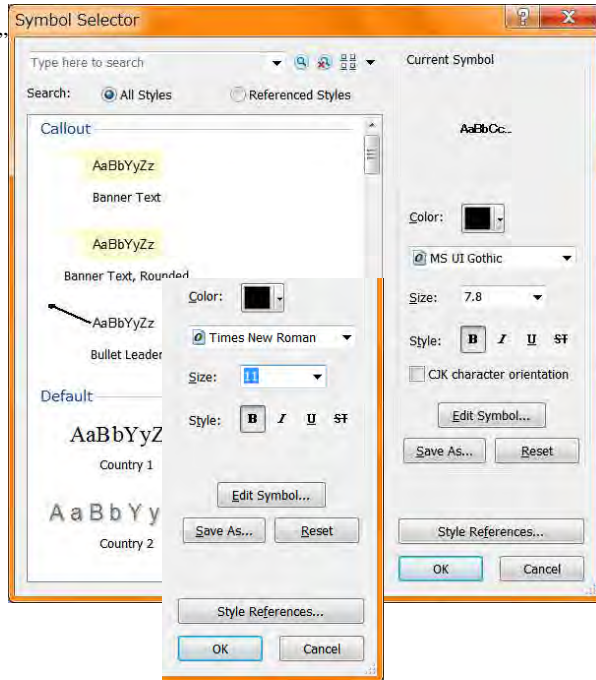 Symbol Selector
”
Type here to search
Search: All Styles Referenced Styles
Callout
AaBbYyZz
Banner Text
AaBbYyZz
Banner Text, Rounded
AaBbYyZz
Bullet Leader
Default
AaBbYyZ
Country 1
AaBbYy
Country 2
Color:
Times New Roman
Size: 11
Style: B I U ST
Edit Symbol...
Save As... Reset
Style References...
OK Cancel
Current Symbol
AaBbCc...
Color:
MS UI Gothic
Size: 7.8
Style: B I U ST
CJK character orientation
Edit Symbol...
Save As... Reset
Style References...
OK Cancel